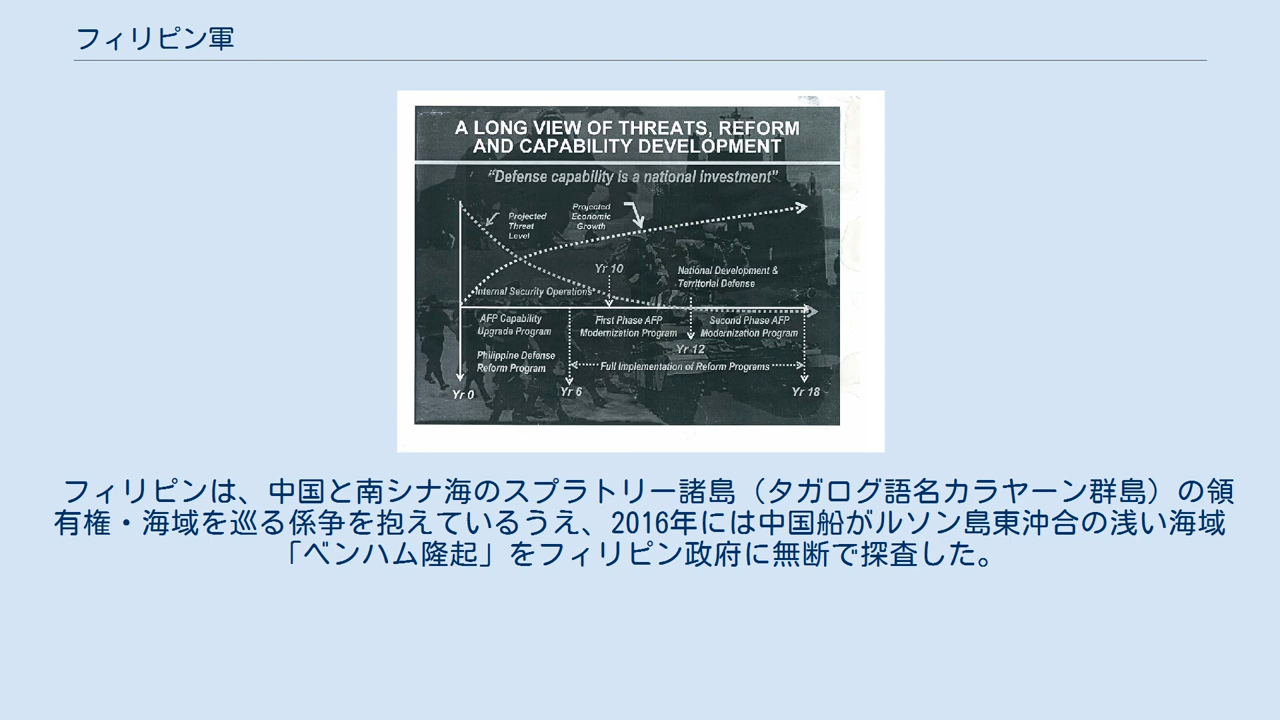 フィリピン軍
A LONG VIEW OF THREATS, REFORM
AND CAPABILITY DEVELOPMENT
"Defense capability is a national investment"
Projected
Threat
Level
Projected
Economic
Growth
Yr 10
National Development &
Territorial Defense
Internal Security Operations
AFP Capability
Upgrade Program
First Phase AFP
Modernization Program
Second Phase AFP
Modernization Program
Yr 12
Philippine Defense
Reform Program
Full Implementation of Reform Programs
Yr 0
Yr 6
Yr 18
フィリピンは、中国と南シナ海のスプラトリー諸島（タガログ語名カラヤーン群島）の領
有権・海域を巡る係争を抱えているうえ、2016年には中国船がルソン島東沖合の浅い海域
「ベンハム隆起」をフィリピン政府に無断で探査した。